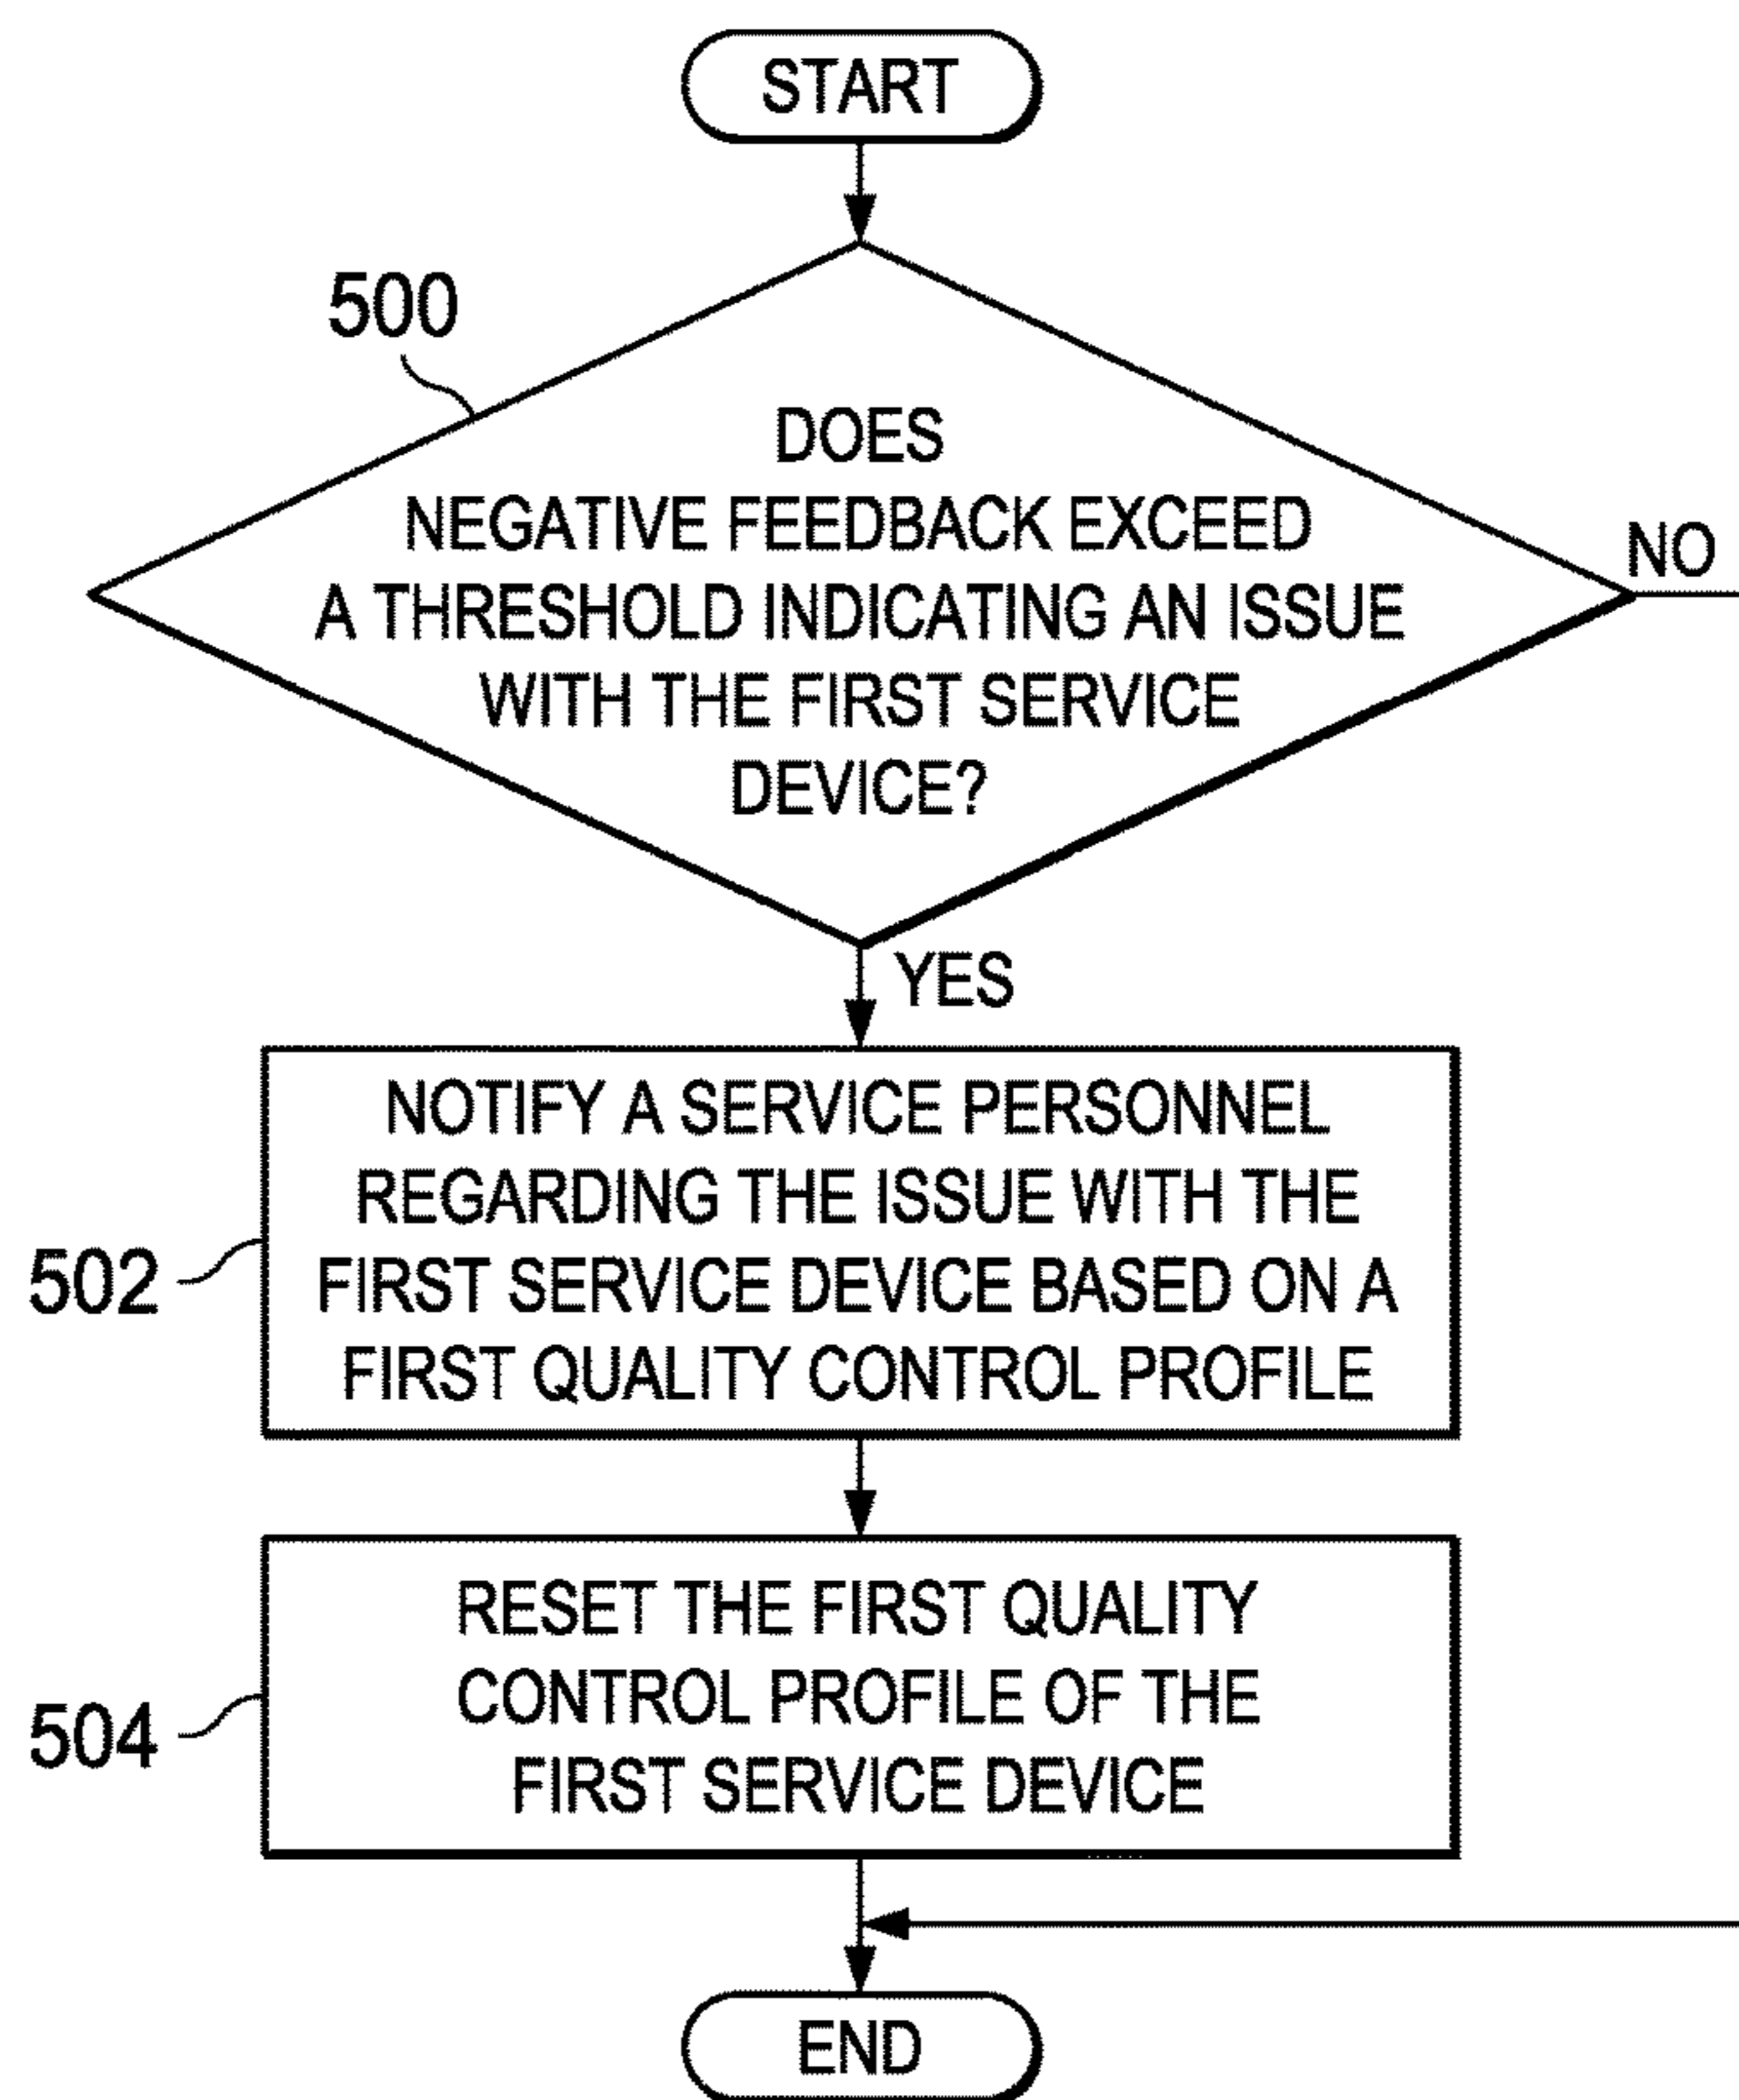 START
500
DOES
NEGATIVE FEEDBACK EXCEED
A THRESHOLD INDICATING AN ISSUE
WITH THE FIRST SERVICE
DEVICE?
NO
YES
502
NOTIFY A SERVICE PERSONNEL
REGARDING THE ISSUE WITH THE
FIRST SERVICE DEVICE BASED ON A
FIRST QUALITY CONTROL PROFILE
504
RESET THE FIRST QUALITY
CONTROL PROFILE OF THE
FIRST SERVICE DEVICE
END